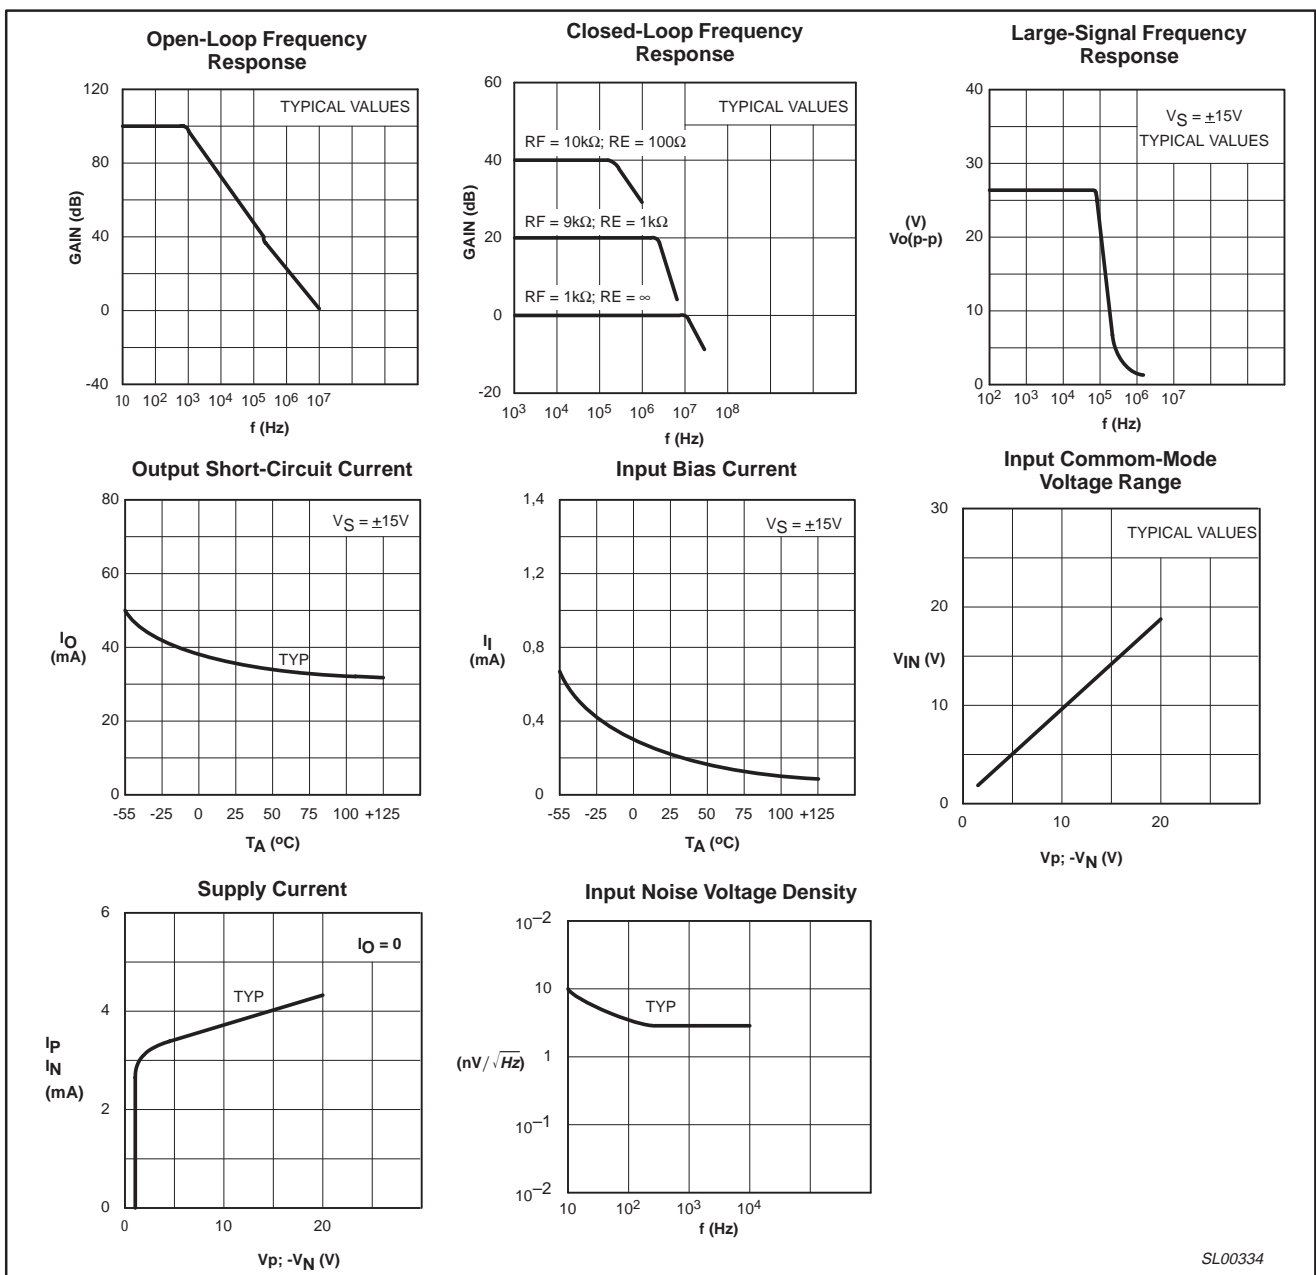 Open-Loop Frequency
Response
120
80
40
0
-40
GAIN (dB)
TYPICAL VALUES
10 10² 10³ 10⁴ 10⁵ 10⁶ 10⁷
f (Hz)
Closed-Loop Frequency
Response
60
40
20
0
-20
GAIN (dB)
TYPICAL VALUES
RF = 10kΩ; RE = 100Ω
RF = 9kΩ; RE = 1kΩ
RF = 1kΩ; RE = ∞
10³ 10⁴ 10⁵ 10⁶ 10⁷ 10⁸
f (Hz)
Large-Signal Frequency
Response
40
30
20
10
0
(V)
Vo(p-p)
VS = ±15V
TYPICAL VALUES
10² 10³ 10⁴ 10⁵ 10⁶ 10⁷
f (Hz)
Output Short-Circuit Current
80
60
40
20
0
IO
(mA)
VS = ±15V
TYP
-55 -25 0 25 50 75 100 +125
TA (oC)
Input Bias Current
1,4
1,2
0,8
0,4
0
II
(mA)
VS = ±15V
-55 -25 0 25 50 75 100 +125
TA (oC)
Input Commom-Mode
Voltage Range
30
20
10
0
VIN (V)
TYPICAL VALUES
0 10 20
Vp; -VN (V)
Supply Current
6
4
2
0
IP
IN
(mA)
IO = 0
TYP
0 10 20
Vp; -VN (V)
Input Noise Voltage Density
10–2
10
1
10–1
10–2
(nV/√Hz)
TYP
10 10² 10³ 10⁴
f (Hz)
SL00334